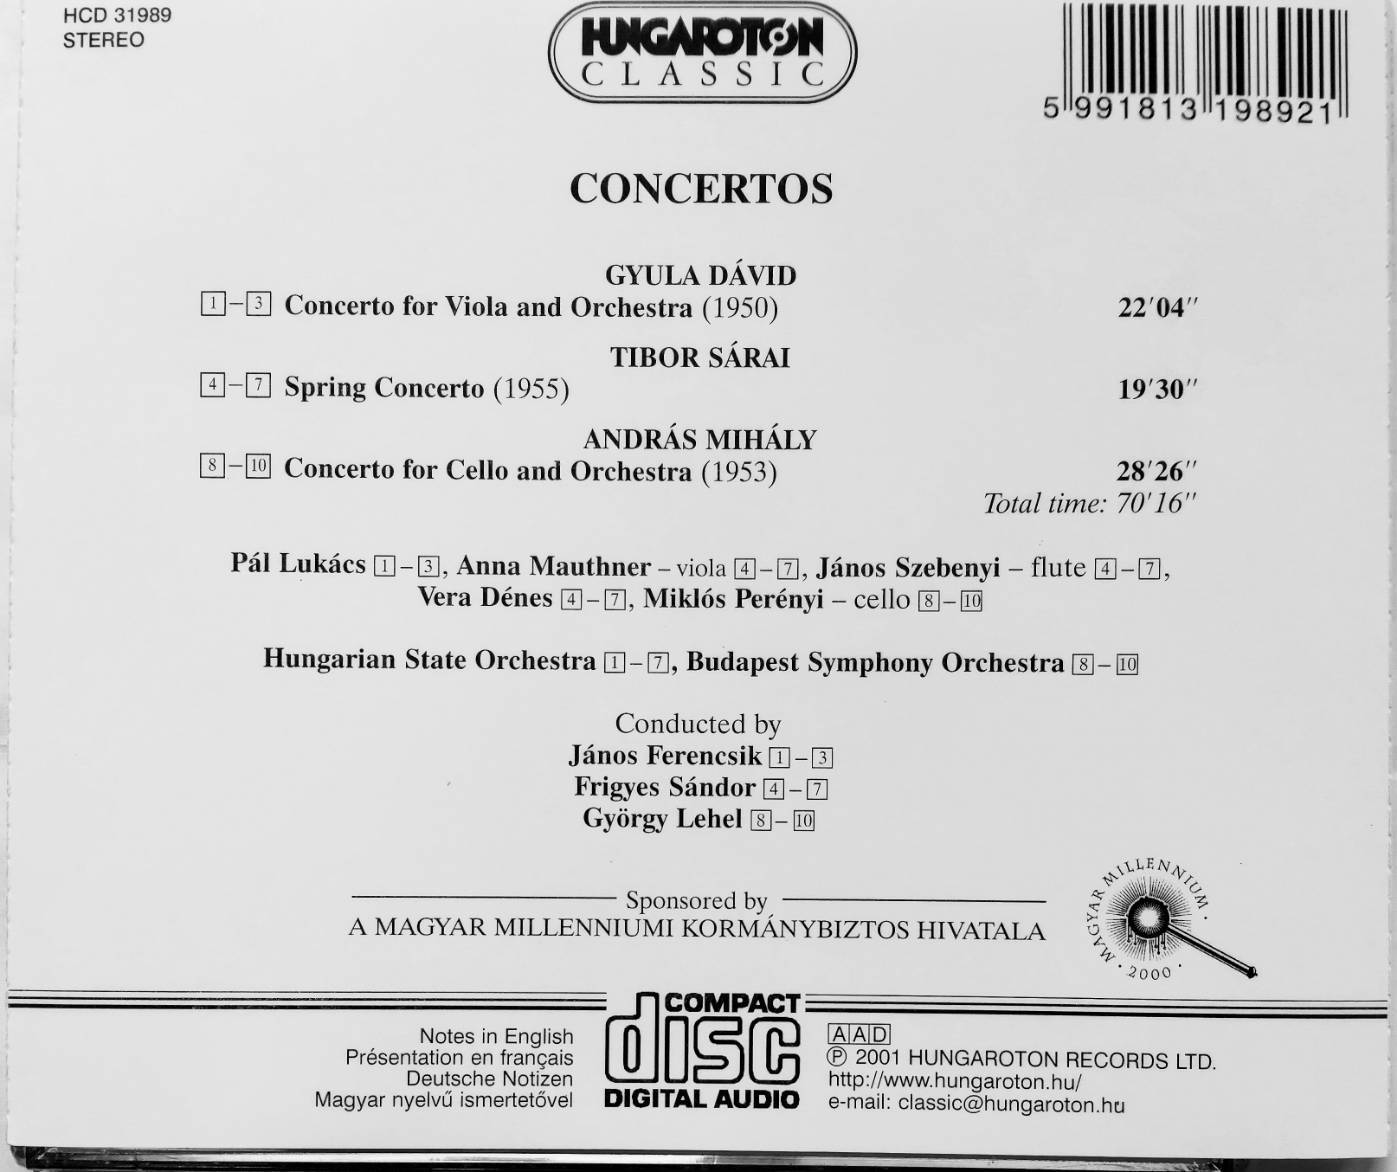 HCD 31989
STEREO
HUNGAROTON
CLASSIC
5 991813 198921
CONCERTOS
GYULA DÁVID
1–3 Concerto for Viola and Orchestra (1950) 22′04″
TIBOR SÁRAI
4–7 Spring Concerto (1955) 19′30″
ANDRÁS MIHÁLY
8–10 Concerto for Cello and Orchestra (1953) 28′26″
Total time: 70′16″
Pál Lukács 1–3, Anna Mauthner – viola 4–7, János Szebenyi – flute 4–7,
Vera Dénes 4–7, Miklós Perényi – cello 8–10
Hungarian State Orchestra 1–7, Budapest Symphony Orchestra 8–10
Conducted by
János Ferencsik 1–3
Frigyes Sándor 4–7
György Lehel 8–10
Sponsored by
A MAGYAR MILLENNIUMI KORMÁNYBIZTOS HIVATALA
MAGYAR MILLENNIUM · 2000 ·
COMPACT
disc
DIGITAL AUDIO
Notes in English
Présentation en français
Deutsche Notizen
Magyar nyelvű ismertetővel
AAD
℗ 2001 HUNGAROTON RECORDS LTD.
http://www.hungaroton.hu/
e-mail: classic@hungaroton.hu